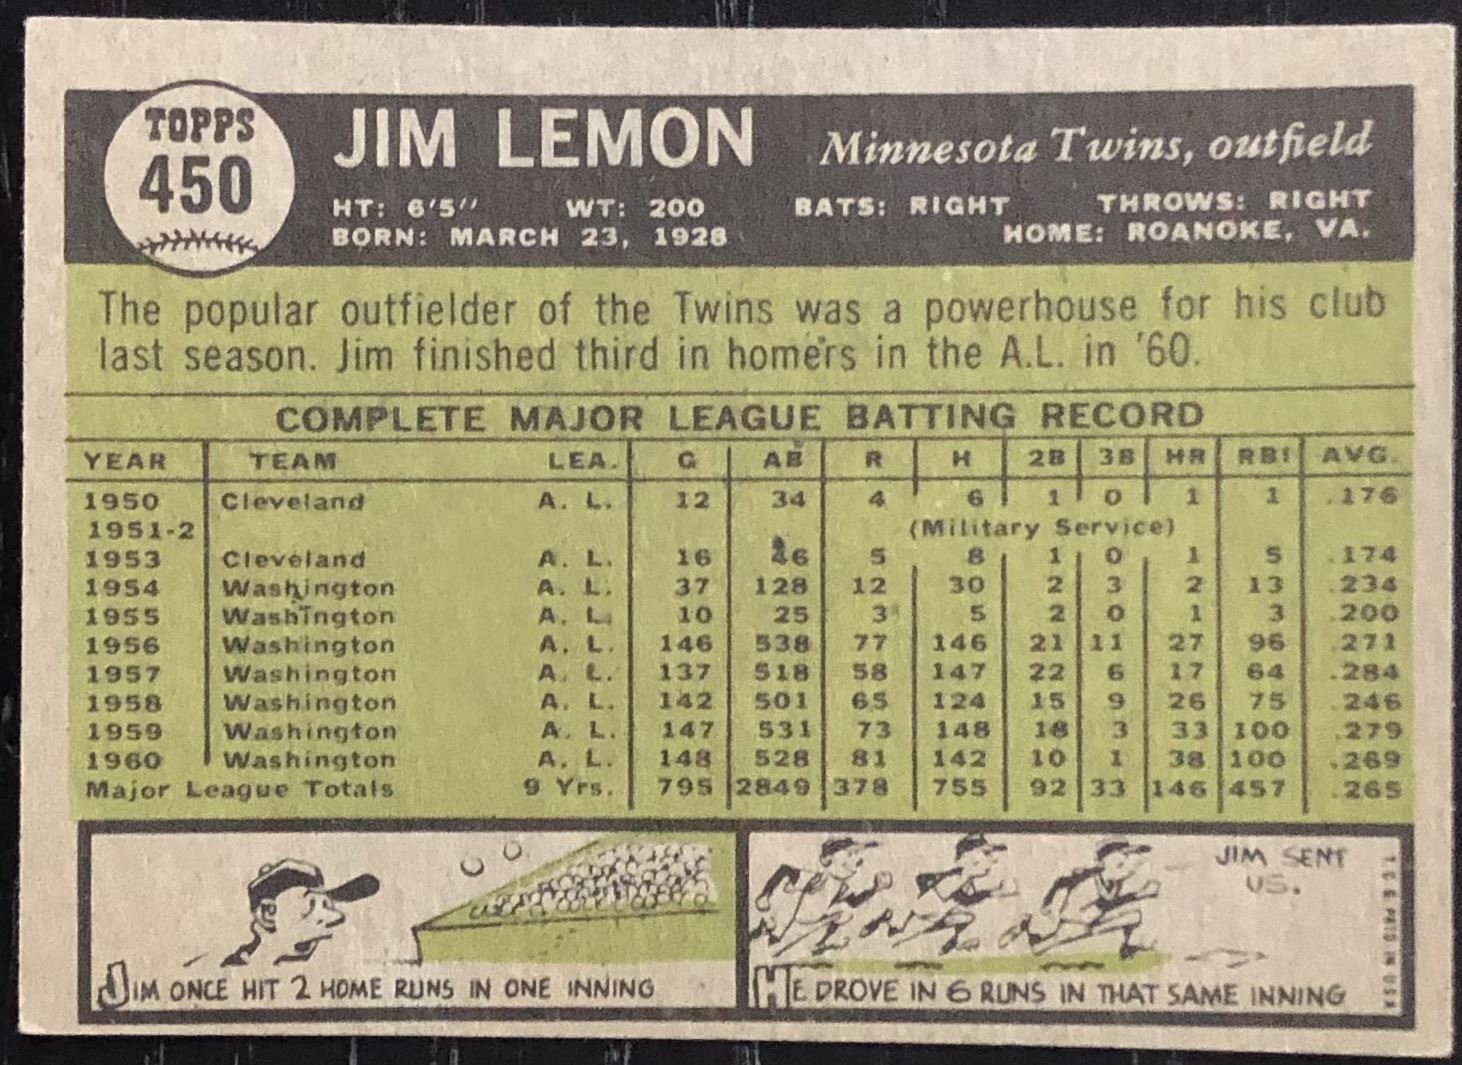 TOPPS
450
JIM LEMON
Minnesota Twins, outfield
HT: 6'5" WT: 200 BATS: RIGHT THROWS: RIGHT
BORN: MARCH 23, 1928 HOME: ROANOKE, VA.
The popular outfielder of the Twins was a powerhouse for his club
last season. Jim finished third in homers in the A.L. in '60.
COMPLETE MAJOR LEAGUE BATTING RECORD
YEAR TEAM LEA. G AB R H 2B 3B HR RBI AVG.
1950 Cleveland A. L. 12 34 4 6 1 0 1 1 .176
1951-2 (Military Service)
1953 Cleveland A. L. 16 46 5 8 1 0 1 5 .174
1954 Washington A. L. 37 128 12 30 2 3 2 13 .234
1955 Washington A. L. 10 25 3 5 2 0 1 3 .200
1956 Washington A. L. 146 538 77 146 21 11 27 96 .271
1957 Washington A. L. 137 518 58 147 22 6 17 64 .284
1958 Washington A. L. 142 501 65 124 15 9 26 75 .246
1959 Washington A. L. 147 531 73 148 18 3 33 100 .279
1960 Washington A. L. 148 528 81 142 10 1 38 100 .269
Major League Totals 9 Yrs. 795 2849 378 755 92 33 146 457 .265
JIM ONCE HIT 2 HOME RUNS IN ONE INNING
JIM SENT
US.
HE DROVE IN 6 RUNS IN THAT SAME INNING
T.C.G. PRTD IN U.S.A.